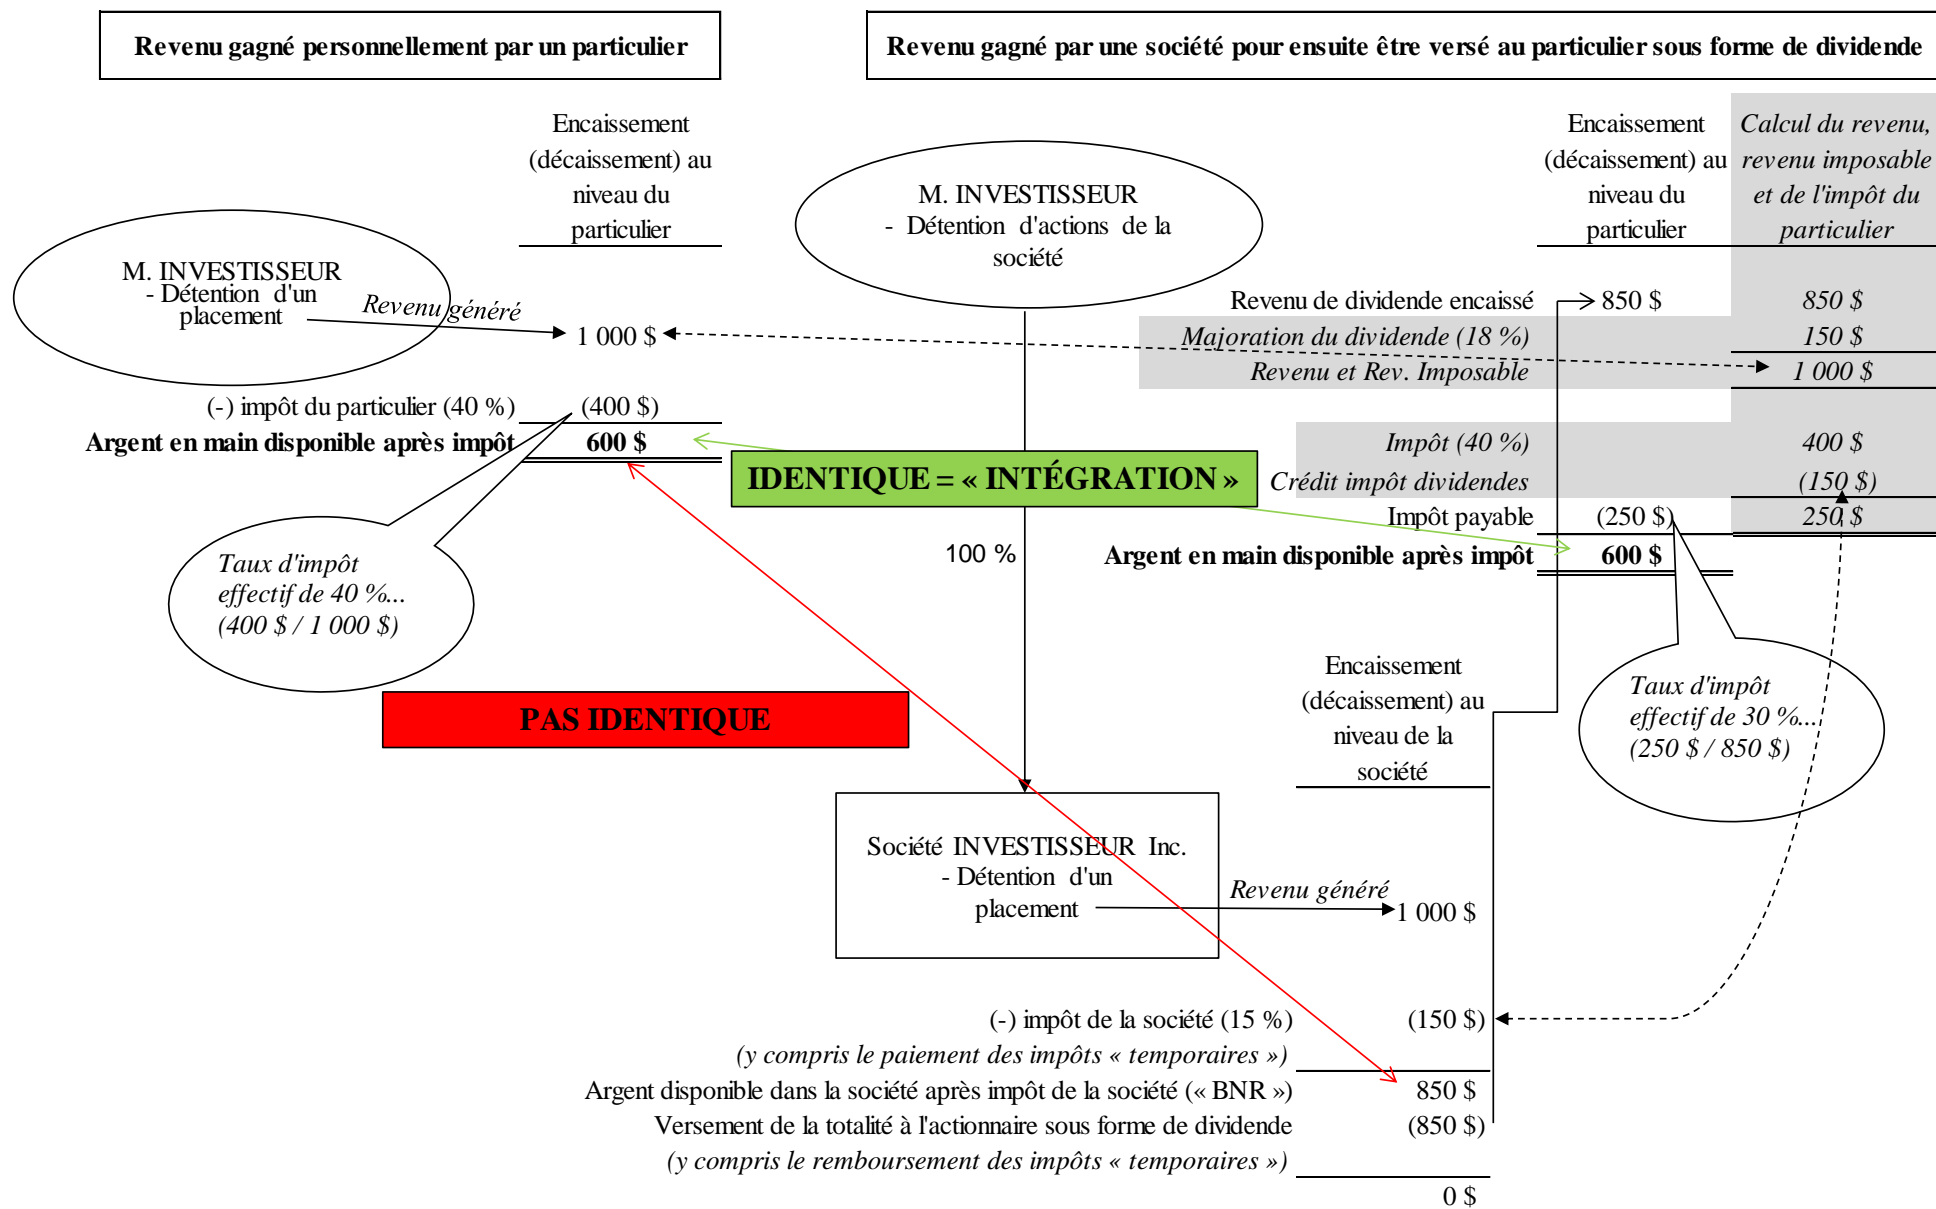 Revenu gagné personnellement par un particulier
Revenu gagné par une société pour ensuite être versé au particulier sous forme de dividende
Encaissement
(décaissement) au
niveau du
particulier
M. INVESTISSEUR
- Détention d'un
placement
Revenu généré
1 000 $
(-) impôt du particulier (40 %) (400 $)
Argent en main disponible après impôt 600 $
Taux d'impôt
effectif de 40 %...
(400 $ / 1 000 $)
M. INVESTISSEUR
- Détention d'actions de la
société
Encaissement
(décaissement) au
niveau du
particulier
Calcul du revenu,
revenu imposable
et de l'impôt du
particulier
Revenu de dividende encaissé 850 $ 850 $
Majoration du dividende (18 %) 150 $
Revenu et Rev. Imposable 1 000 $
Impôt (40 %) 400 $
Crédit impôt dividendes (150 $)
Impôt payable (250 $) 250 $
Argent en main disponible après impôt 600 $
IDENTIQUE = « INTÉGRATION »
100 %
PAS IDENTIQUE
Taux d'impôt
effectif de 30 %...
(250 $ / 850 $)
Encaissement
(décaissement) au
niveau de la
société
Société INVESTISSEUR Inc.
- Détention d'un
placement
Revenu généré
1 000 $
(-) impôt de la société (15 %) (150 $)
(y compris le paiement des impôts « temporaires »)
Argent disponible dans la société après impôt de la société (« BNR ») 850 $
Versement de la totalité à l'actionnaire sous forme de dividende (850 $)
(y compris le remboursement des impôts « temporaires »)
0 $